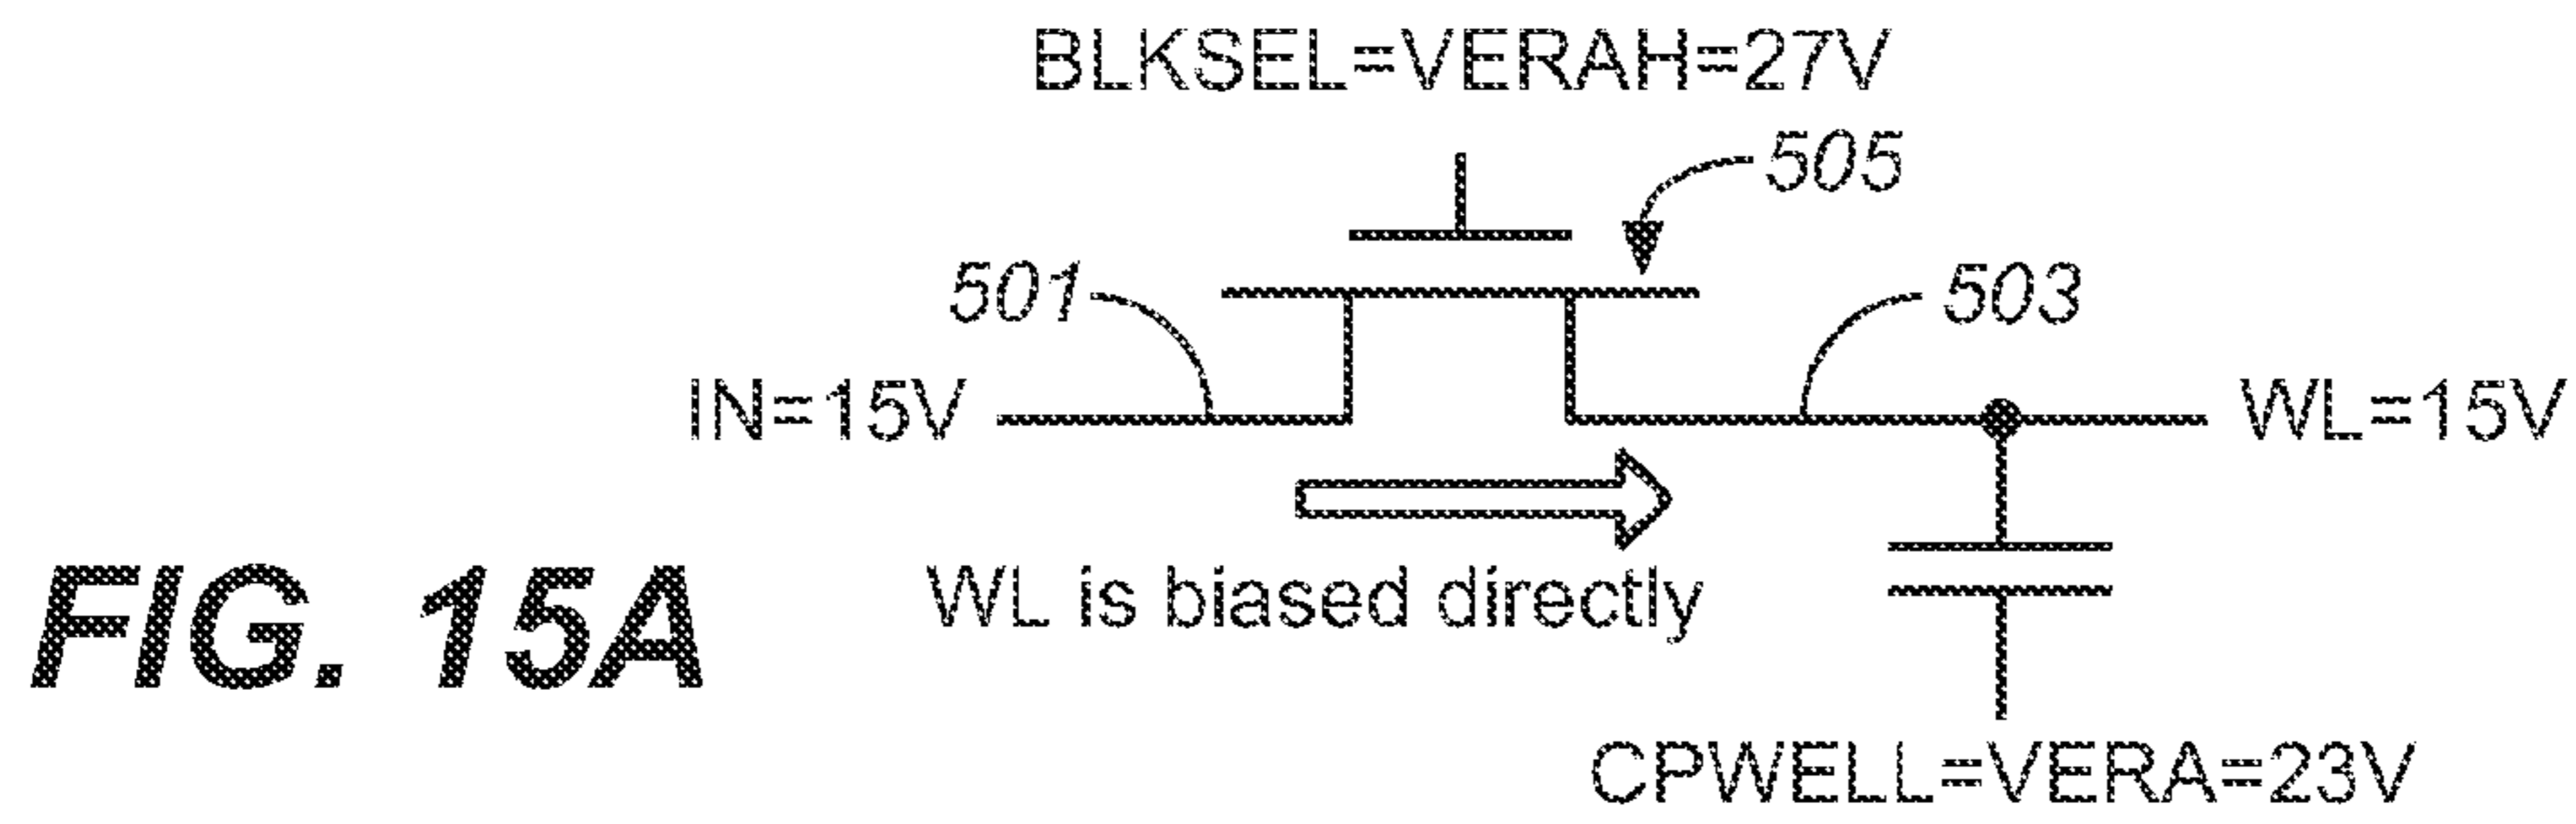 BLKSEL=VERAH=27V
505
501
503
IN=15V
WL=15V
WL is biased directly
FIG. 15A
CPWELL=VERA=23V